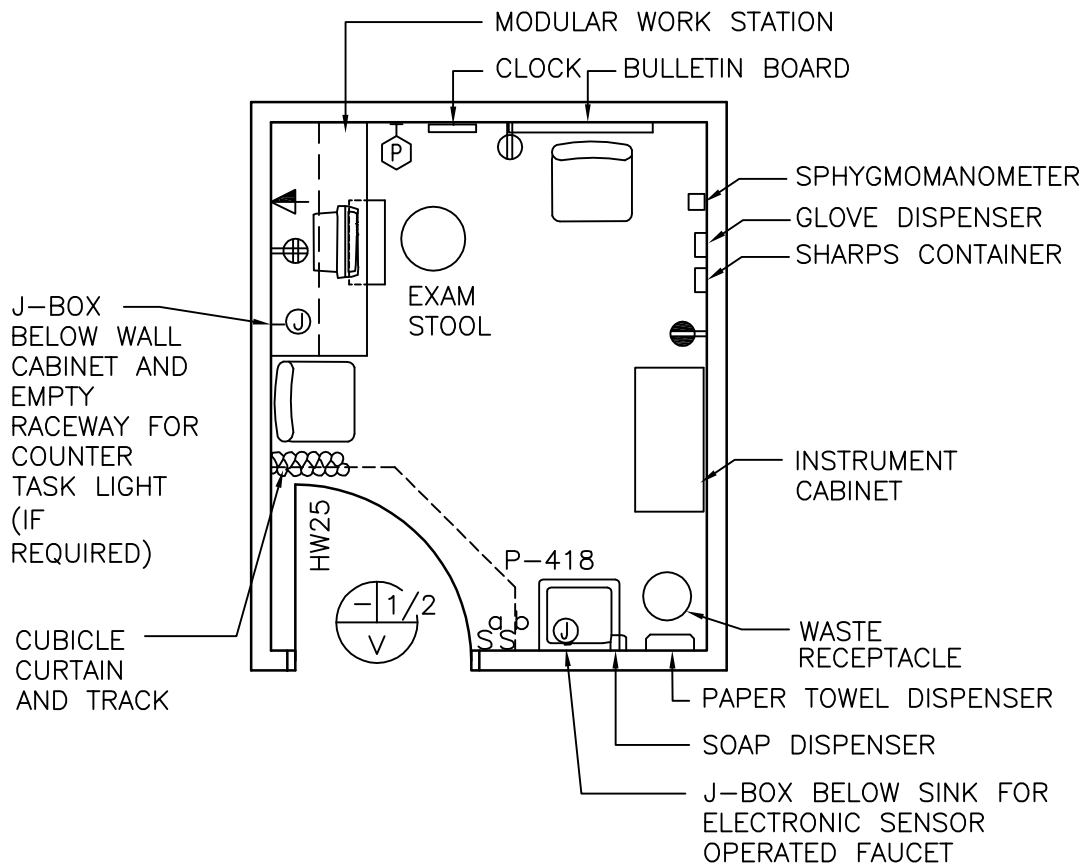 MODULAR WORK STATION
CLOCK
BULLETIN BOARD
P
SPHYGMOMANOMETER
GLOVE DISPENSER
SHARPS CONTAINER
EXAM
STOOL
J-BOX
BELOW WALL
CABINET AND
EMPTY
RACEWAY FOR
COUNTER
TASK LIGHT
(IF
REQUIRED)
J
INSTRUMENT
CABINET
HW25
P-418
- 1/2
V
a b
S S
J
CUBICLE
CURTAIN
AND TRACK
WASTE
RECEPTACLE
PAPER TOWEL DISPENSER
SOAP DISPENSER
J-BOX BELOW SINK FOR
ELECTRONIC SENSOR
OPERATED FAUCET